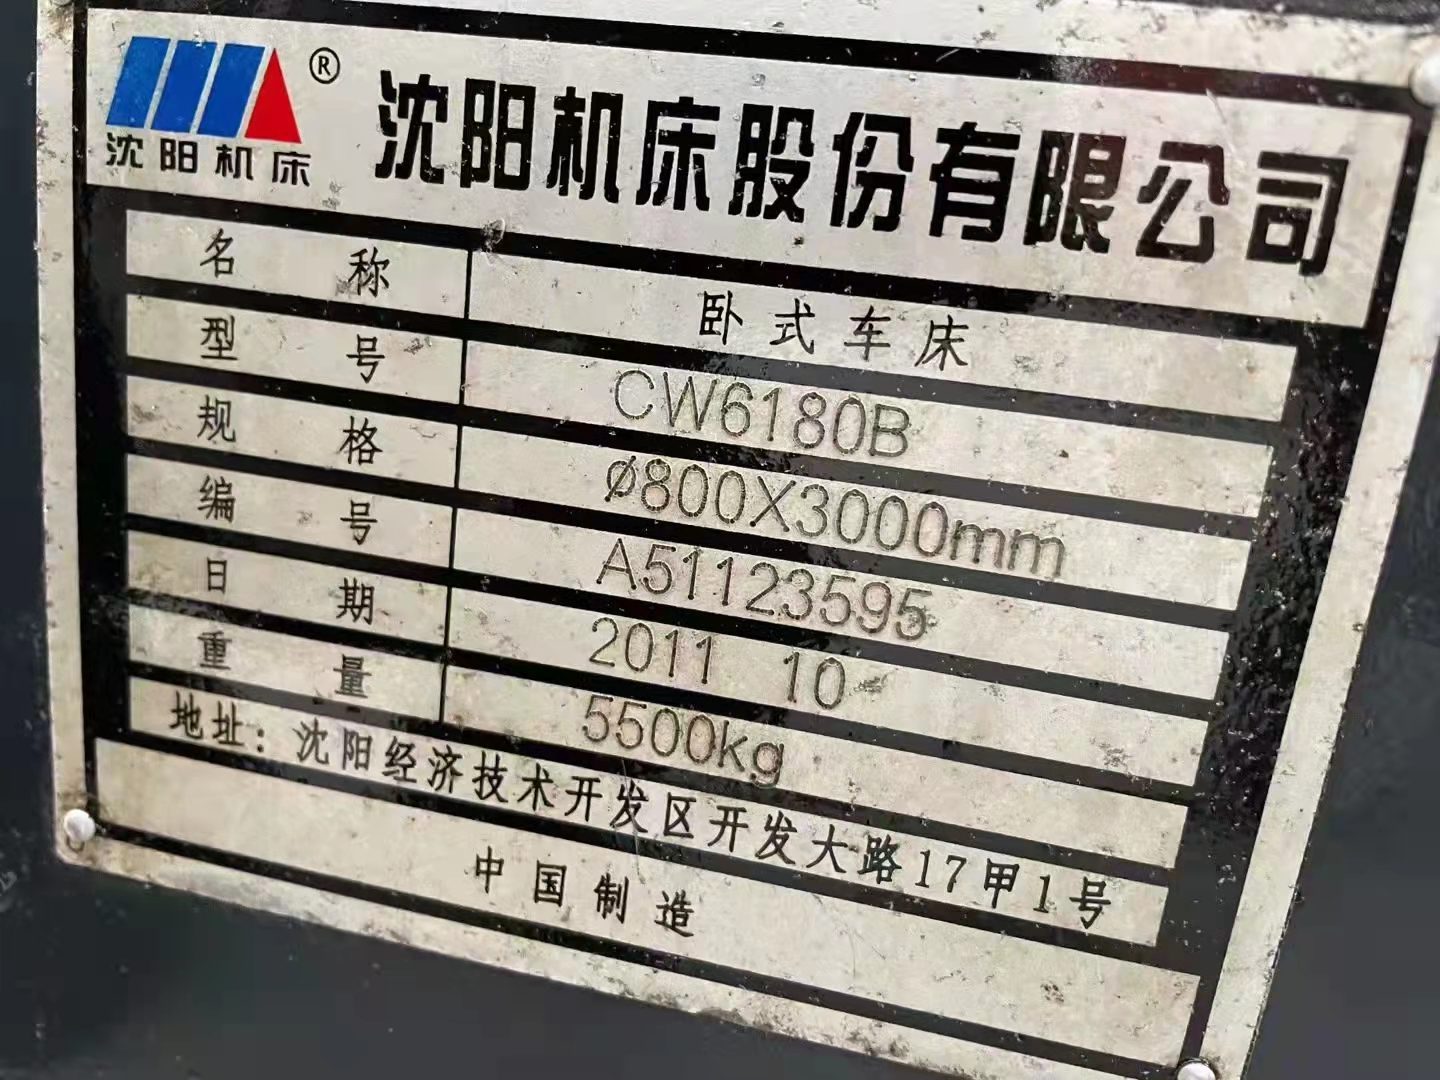 ® 沈阳机床股份有限公司
沈阳机床
名称 卧式车床
型号 CW6180B
规格 ø800X3000mm
编号 A51123595
日期 2011 10
重量 5500kg
地址：沈阳经济技术开发区开发大路17甲1号
中国制造